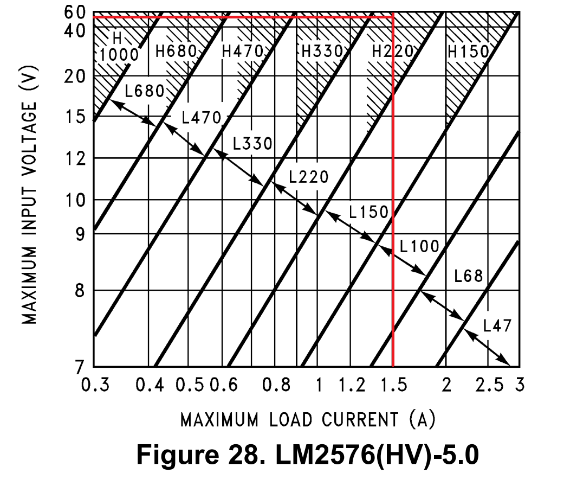 60
40
20
15
12
10
9
8
7
MAXIMUM INPUT VOLTAGE (V)
H
1000
H680
H470
H330
H220
H150
L680
L470
L330
L220
L150
L100
L68
L47
0.3 0.4 0.5 0.6 0.8 1 1.2 1.5 2 2.5 3
MAXIMUM LOAD CURRENT (A)
Figure 28. LM2576(HV)-5.0